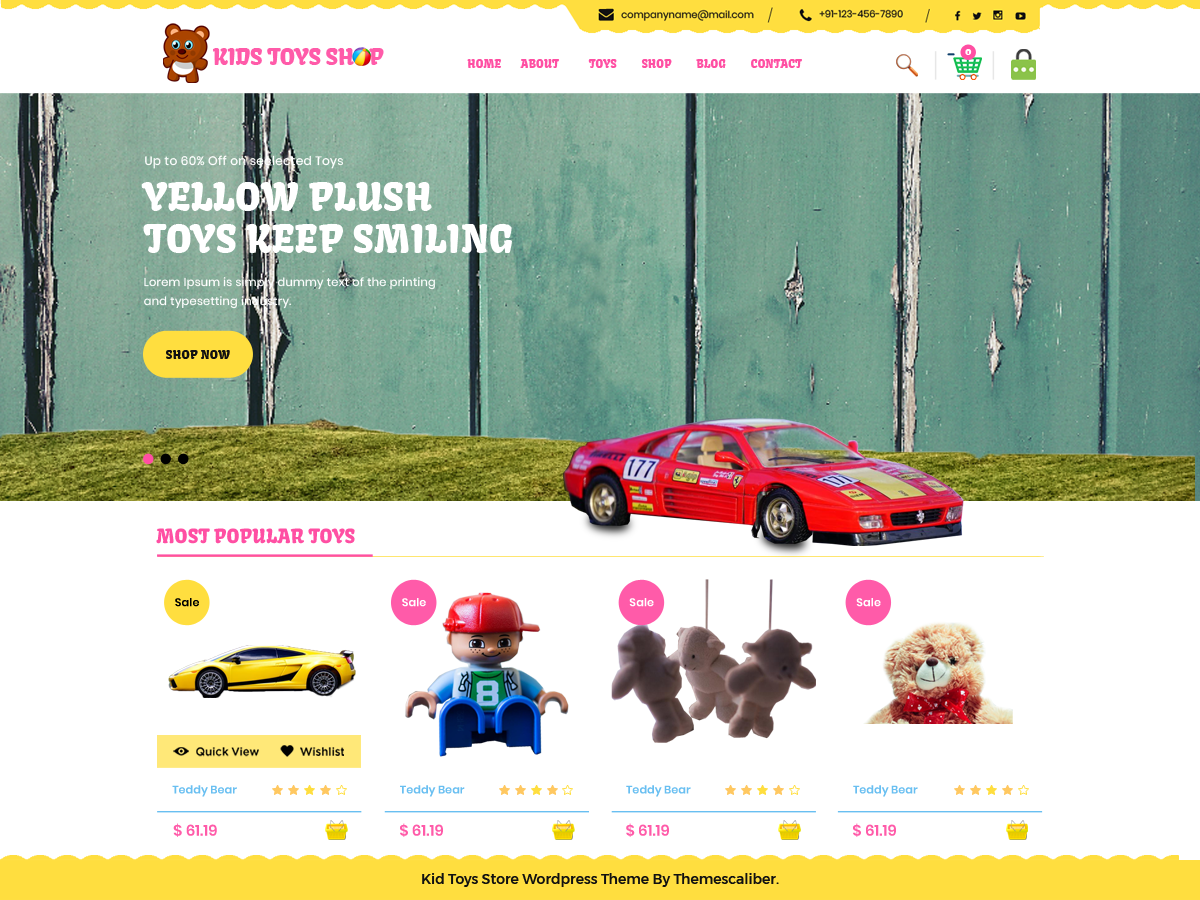 companyname@mail.com / +91-123-456-7890 /
KIDS TOYS SHOP
HOME ABOUT TOYS SHOP BLOG CONTACT
0
Up to 60% Off on seelected Toys
YELLOW PLUSH
TOYS KEEP SMILING
Lorem Ipsum is simply dummy text of the printing
and typesetting industry.
SHOP NOW
177
MOST POPULAR TOYS
Sale Sale Sale Sale
8
Quick View Wishlist
Teddy Bear Teddy Bear Teddy Bear Teddy Bear
$ 61.19 $ 61.19 $ 61.19 $ 61.19
Kid Toys Store Wordpress Theme By Themescaliber.